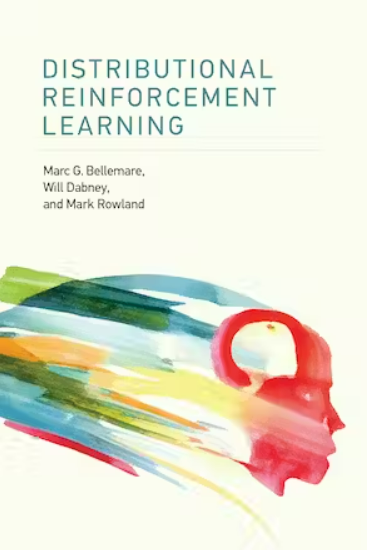 DISTRIBUTIONAL
REINFORCEMENT
LEARNING
Marc G. Bellemare,
Will Dabney,
and Mark Rowland